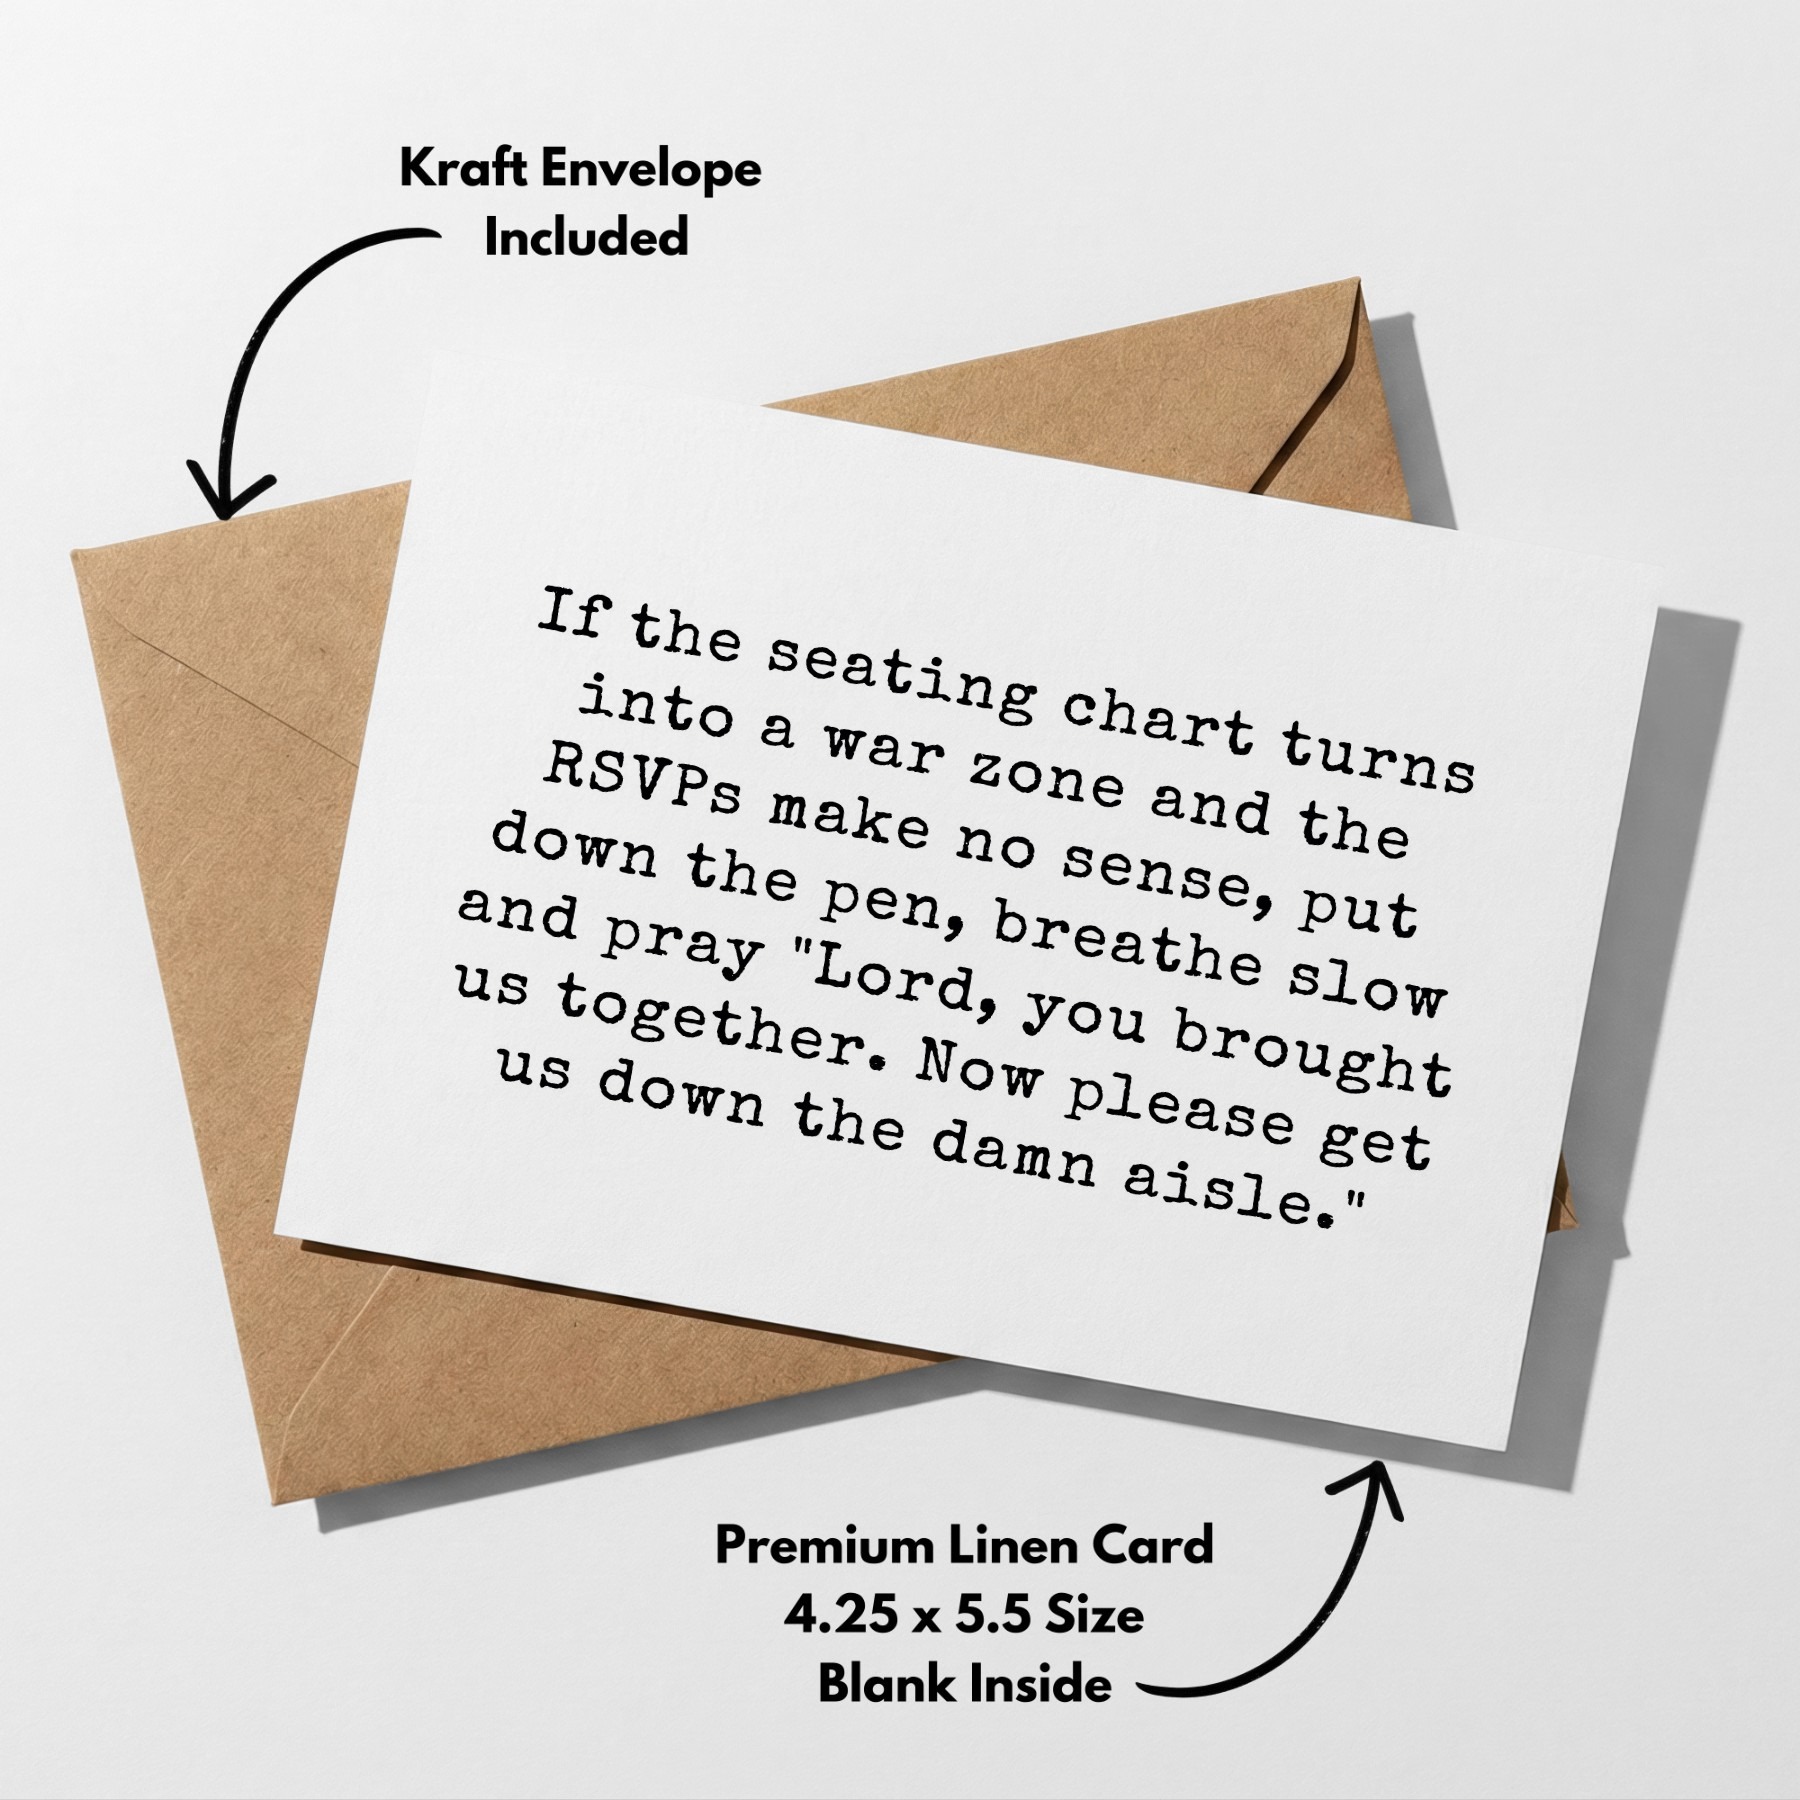 Kraft Envelope
Included
If the seating chart turns
into a war zone and the
RSVPs make no sense, put
down the pen, breathe slow
and pray "Lord, you brought
us together. Now please get
us down the damn aisle."
Premium Linen Card
4.25 x 5.5 Size
Blank Inside